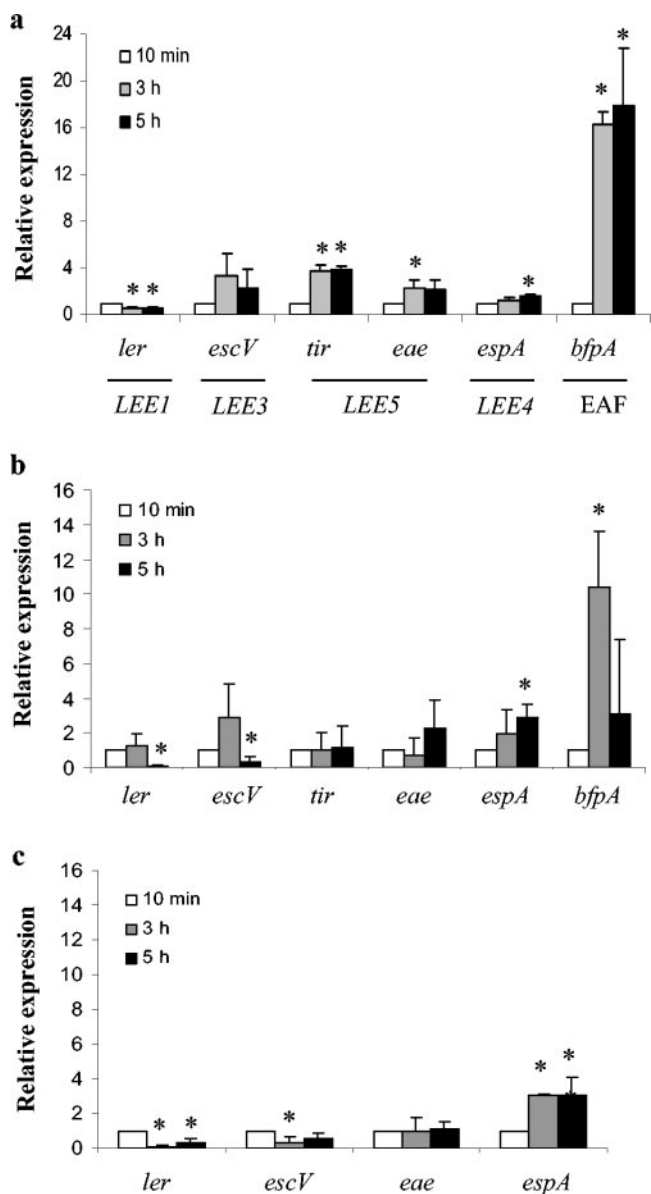 a
24
20
16
12
8
4
0
Relative expression
10 min
3 h
5 h
* * * * * * * *
ler escV tir eae espA bfpA
LEE1 LEE3 LEE5 LEE4 EAF
b
16
14
12
10
8
6
4
2
0
Relative expression
10 min
3 h
5 h
* * * *
ler escV tir eae espA bfpA
c
16
14
12
10
8
6
4
2
0
Relative expression
10 min
3 h
5 h
* * * * *
ler escV eae espA